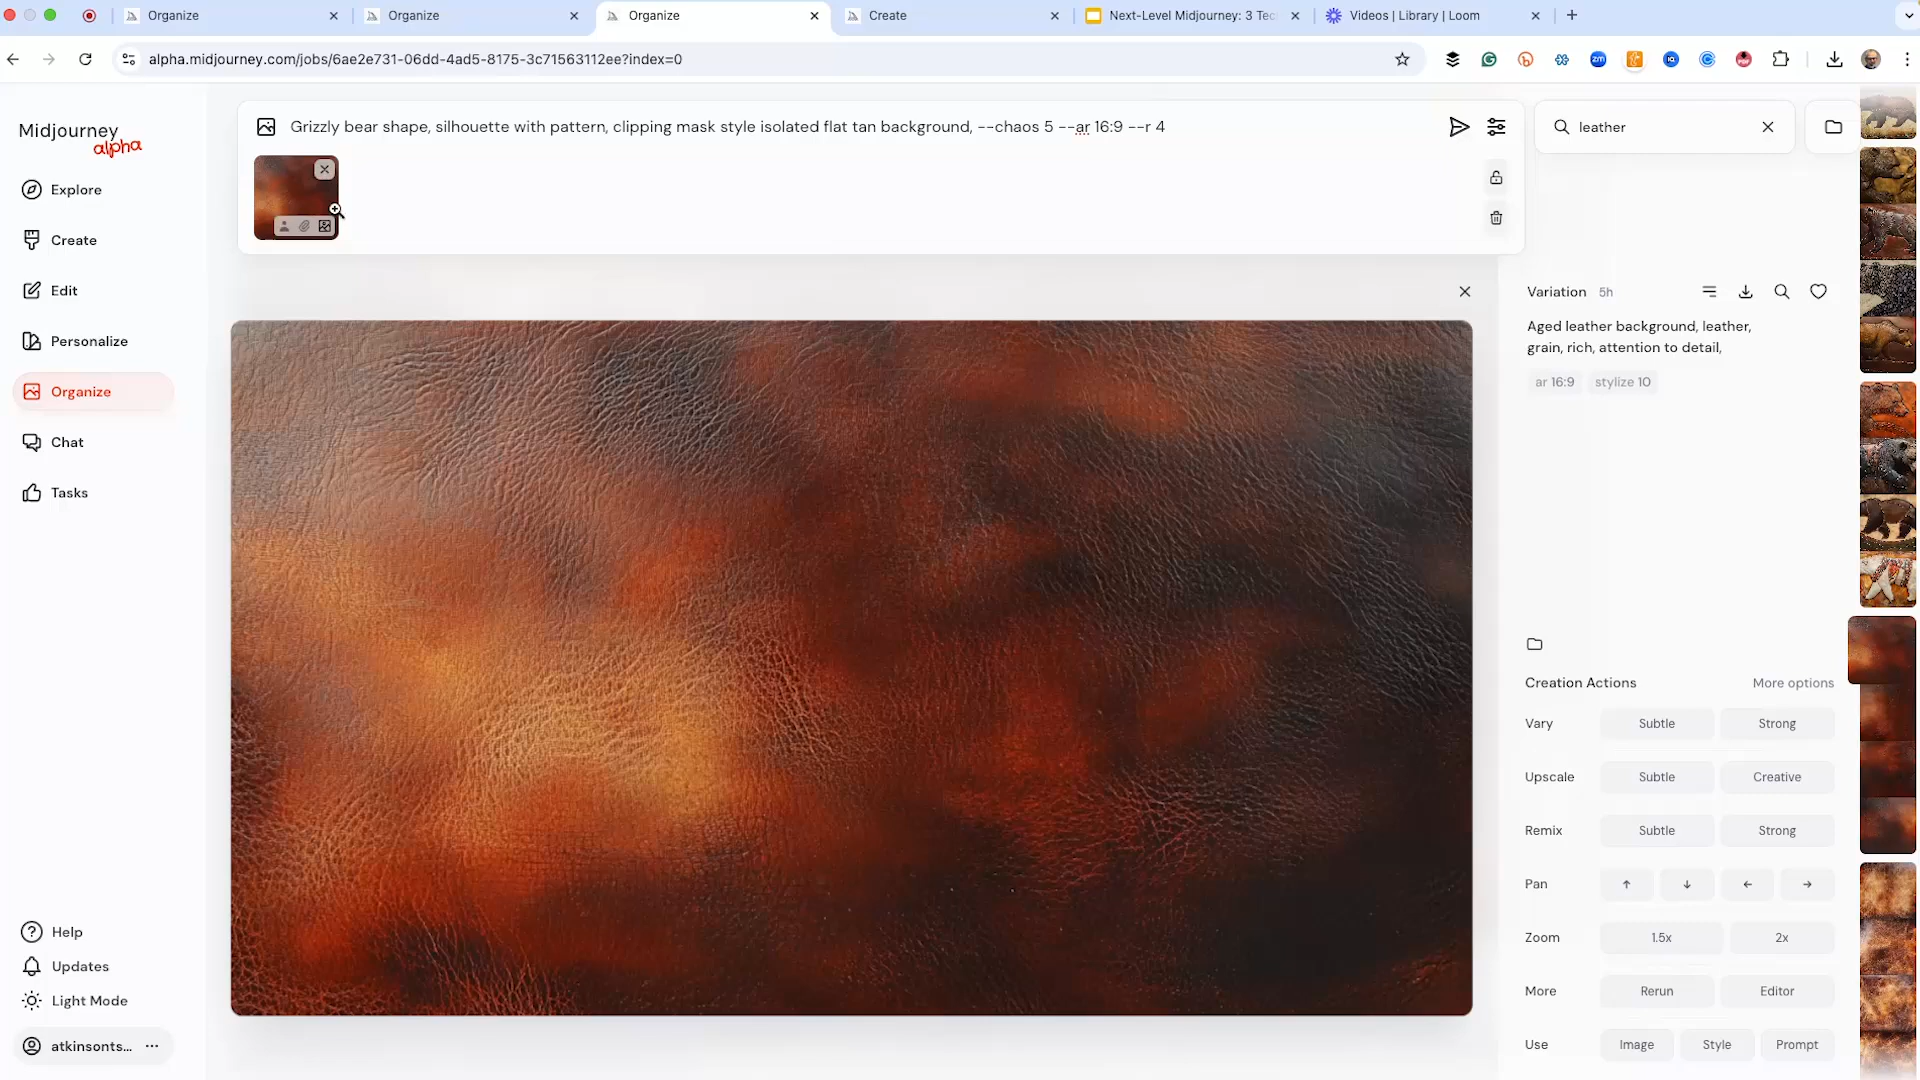 Organize
Organize
Organize
Create
Next-Level Midjourney: 3 Tec
Videos | Library | Loom
alpha.midjourney.com/jobs/6ae2e731-06dd-4ad5-8175-3c71563112ee?index=0
Midjourney
alpha
Explore
Create
Edit
Personalize
Organize
Chat
Tasks
Help
Updates
Light Mode
atkinsonts...
Grizzly bear shape, silhouette with pattern, clipping mask style isolated flat tan background, --chaos 5 --ar 16:9 --r 4
leather
Variation 5h
Aged leather background, leather,
grain, rich, attention to detail,
ar 16:9 stylize 10
Creation Actions More options
Vary Subtle Strong
Upscale Subtle Creative
Remix Subtle Strong
Pan
Zoom 1.5x 2x
More Rerun Editor
Use Image Style Prompt